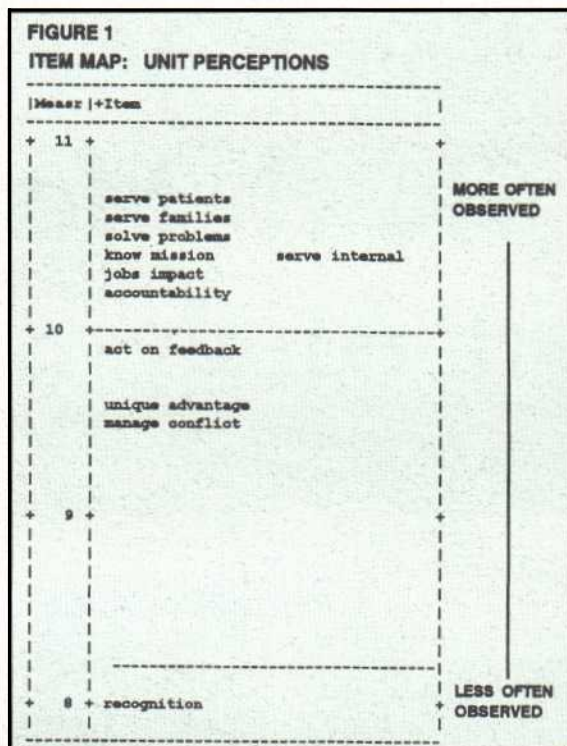 FIGURE 1
ITEM MAP: UNIT PERCEPTIONS
|Measr|+Item |
+ 11 + +
MORE OFTEN
OBSERVED
serve patients
serve families
solve problems
know mission serve internal
jobs impact
accountability
+ 10 +
act on feedback
unique advantage
manage conflict
+ 9 + +
+ 8 + recognition +
LESS OFTEN
OBSERVED